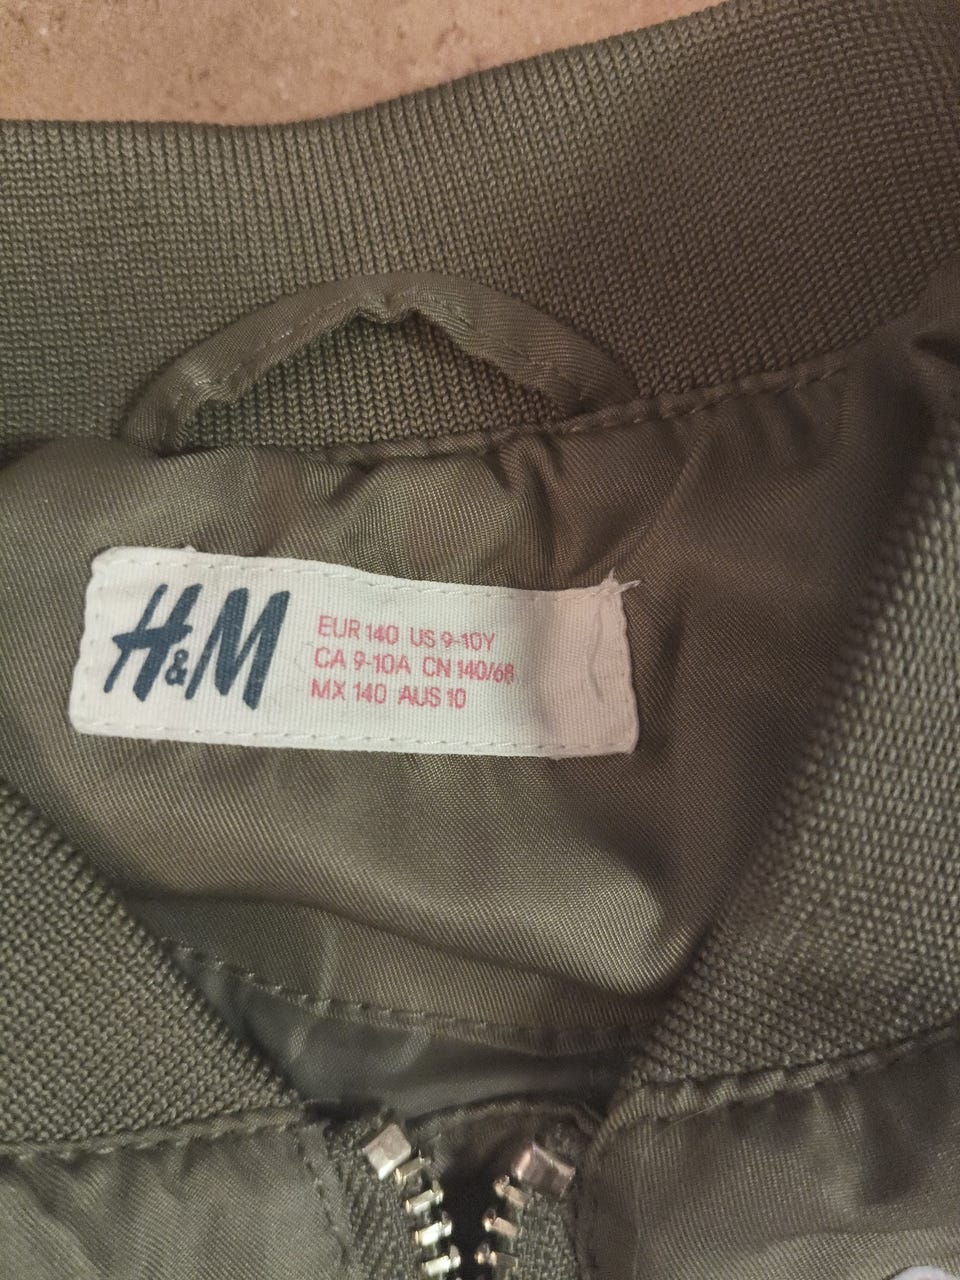 H&M
EUR 140 US 9-10Y
CA 9-10A CN 140/68
MX 140 AUS 10